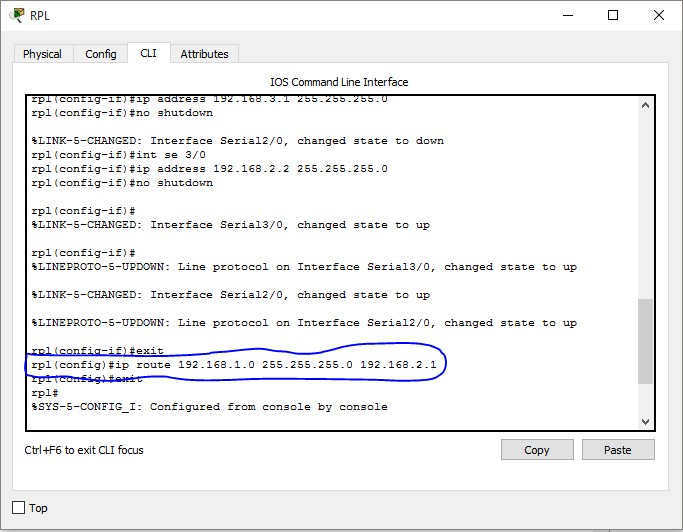 RPL
Physical Config CLI Attributes
IOS Command Line Interface
rpl(config-if)#ip address 192.168.3.1 255.255.255.0
rpl(config-if)#no shutdown
%LINK-5-CHANGED: Interface Serial2/0, changed state to down
rpl(config-if)#int se 3/0
rpl(config-if)#ip address 192.168.2.2 255.255.255.0
rpl(config-if)#no shutdown
rpl(config-if)#
%LINK-5-CHANGED: Interface Serial3/0, changed state to up
rpl(config-if)#
%LINEPROTO-5-UPDOWN: Line protocol on Interface Serial3/0, changed state to up
%LINK-5-CHANGED: Interface Serial2/0, changed state to up
%LINEPROTO-5-UPDOWN: Line protocol on Interface Serial2/0, changed state to up
rpl(config-if)#exit
rpl(config)#ip route 192.168.1.0 255.255.255.0 192.168.2.1
rpl(config)#exit
rpl#
%SYS-5-CONFIG_I: Configured from console by console
Ctrl+F6 to exit CLI focus Copy Paste
Top